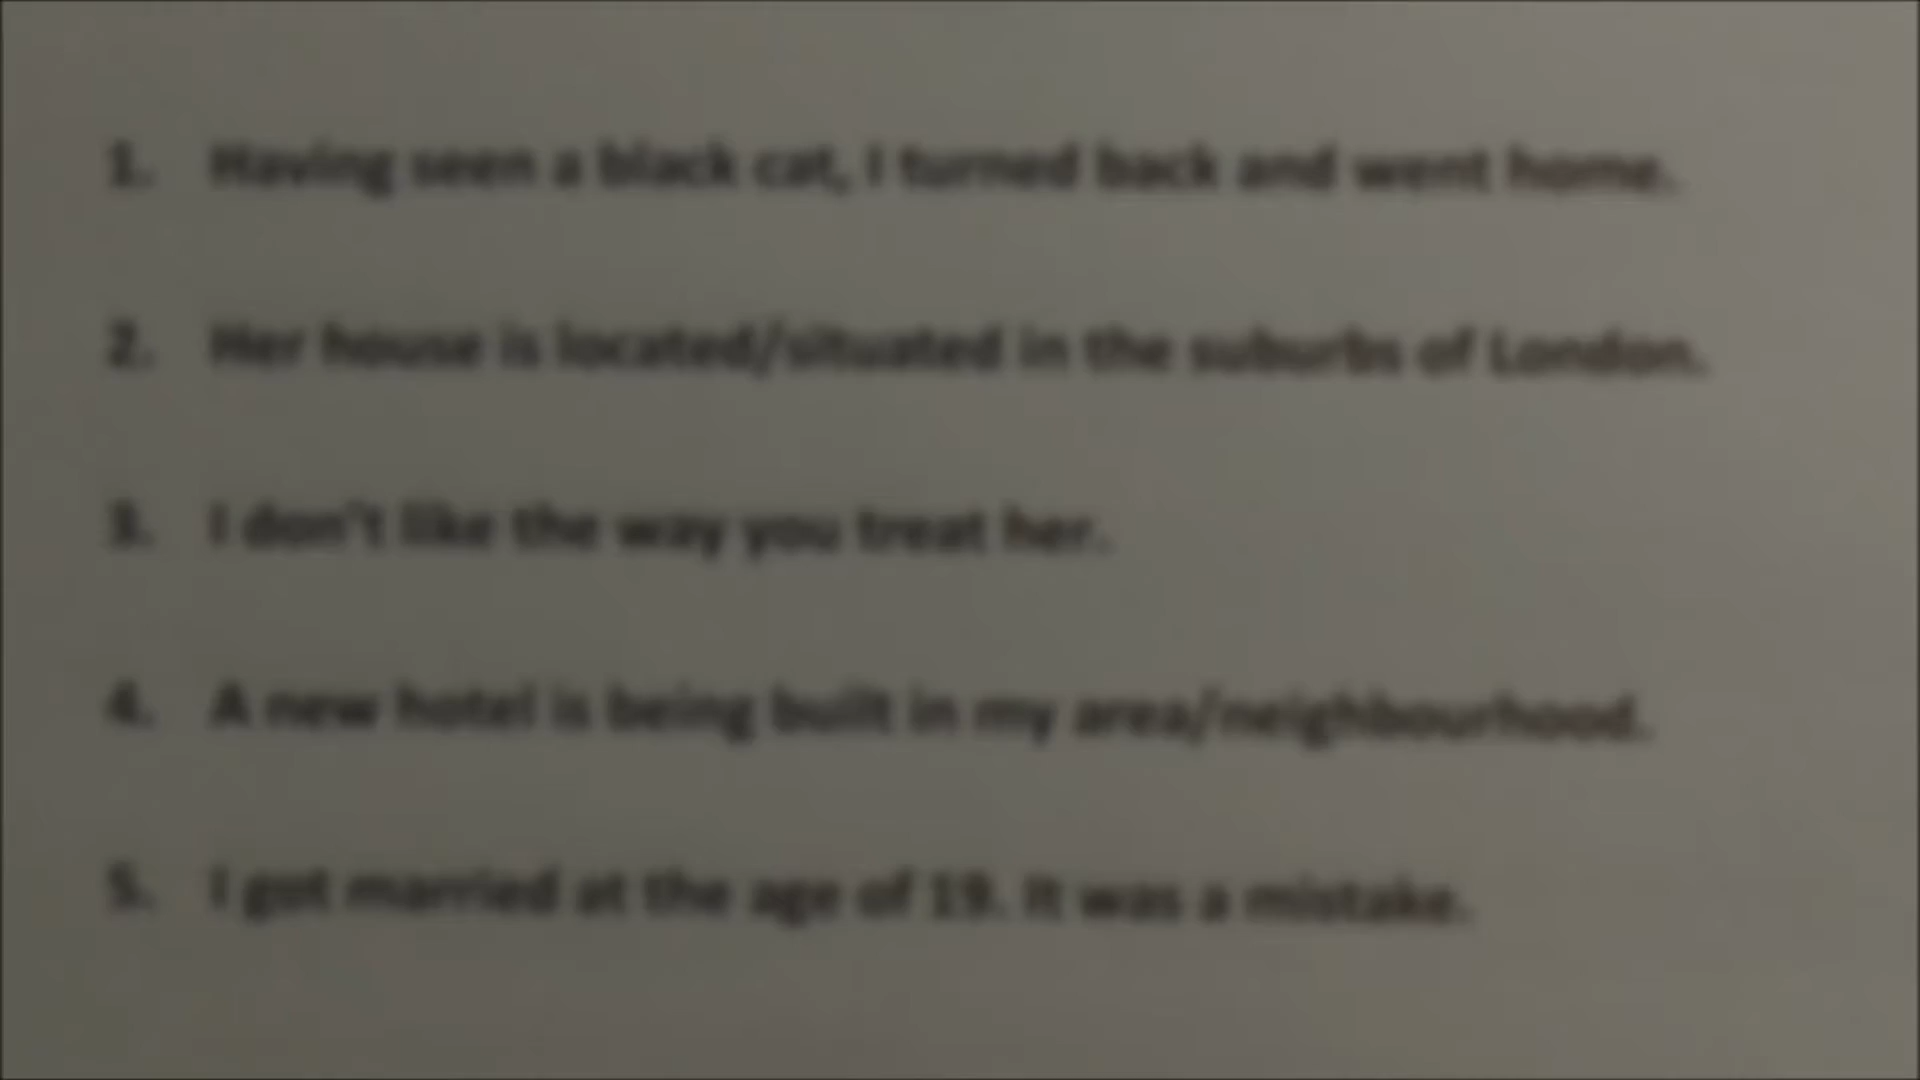 1. Having seen a black cat, I turned back and went home.
2. Her house is located/situated in the suburbs of London.
3. I don't like the way you treat her.
4. A new hotel is being built in my area/neighbourhood.
5. I got married at the age of 19. It was a mistake.